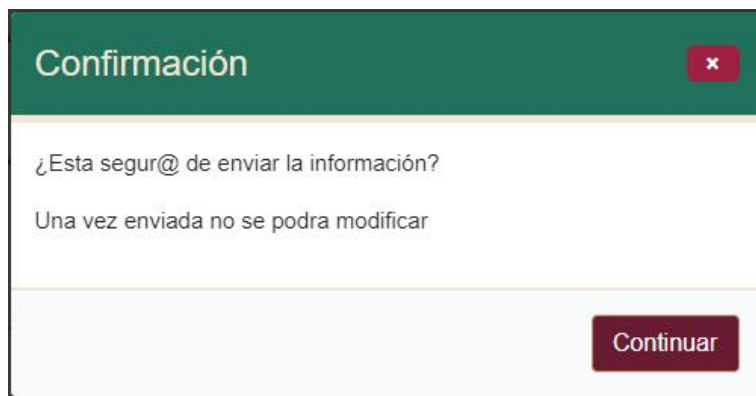 Confirmación
¿Esta segur@ de enviar la información?
Una vez enviada no se podra modificar
Continuar